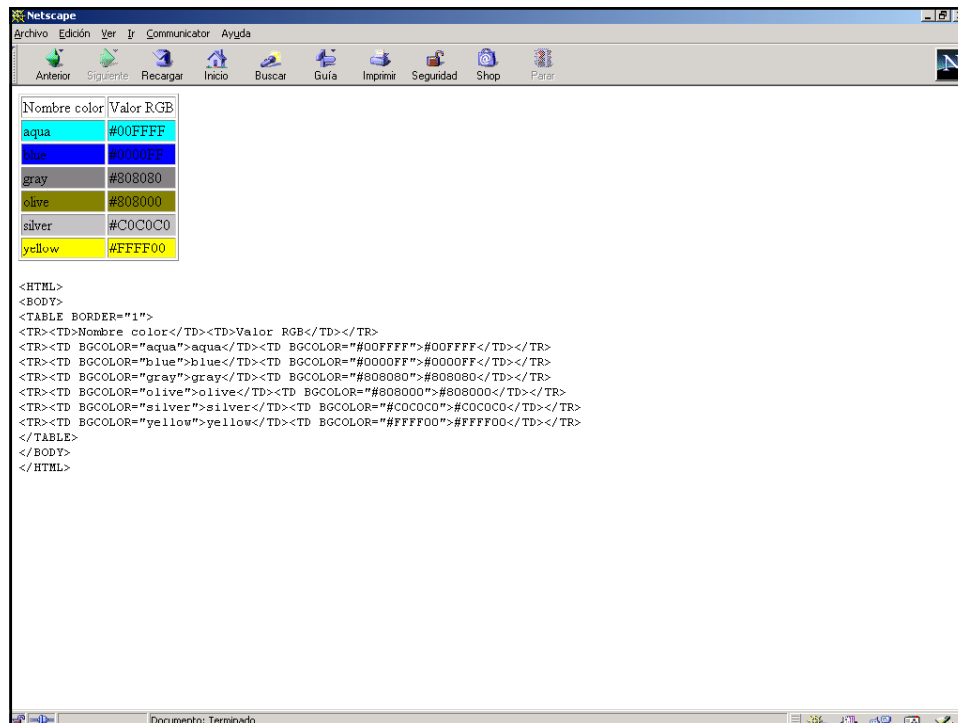 Netscape
Archivo Edición Ver Ir Communicator Ayuda
Anterior Siguiente Recargar Inicio Buscar Guía Imprimir Seguridad Shop Parar
N
Nombre color Valor RGB
aqua #00FFFF
blue #0000FF
gray #808080
olive #808000
silver #C0C0C0
yellow #FFFF00
<HTML>
<BODY>
<TABLE BORDER="1">
<TR><TD>Nombre color</TD><TD>Valor RGB</TD></TR>
<TR><TD BGCOLOR="aqua">aqua</TD><TD BGCOLOR="#00FFFF">#00FFFF</TD></TR>
<TR><TD BGCOLOR="blue">blue</TD><TD BGCOLOR="#0000FF">#0000FF</TD></TR>
<TR><TD BGCOLOR="gray">gray</TD><TD BGCOLOR="#808080">#808080</TD></TR>
<TR><TD BGCOLOR="olive">olive</TD><TD BGCOLOR="#808000">#808000</TD></TR>
<TR><TD BGCOLOR="silver">silver</TD><TD BGCOLOR="#C0C0C0">#C0C0C0</TD></TR>
<TR><TD BGCOLOR="yellow">yellow</TD><TD BGCOLOR="#FFFF00">#FFFF00</TD></TR>
</TABLE>
</BODY>
</HTML>
Documento: Terminado